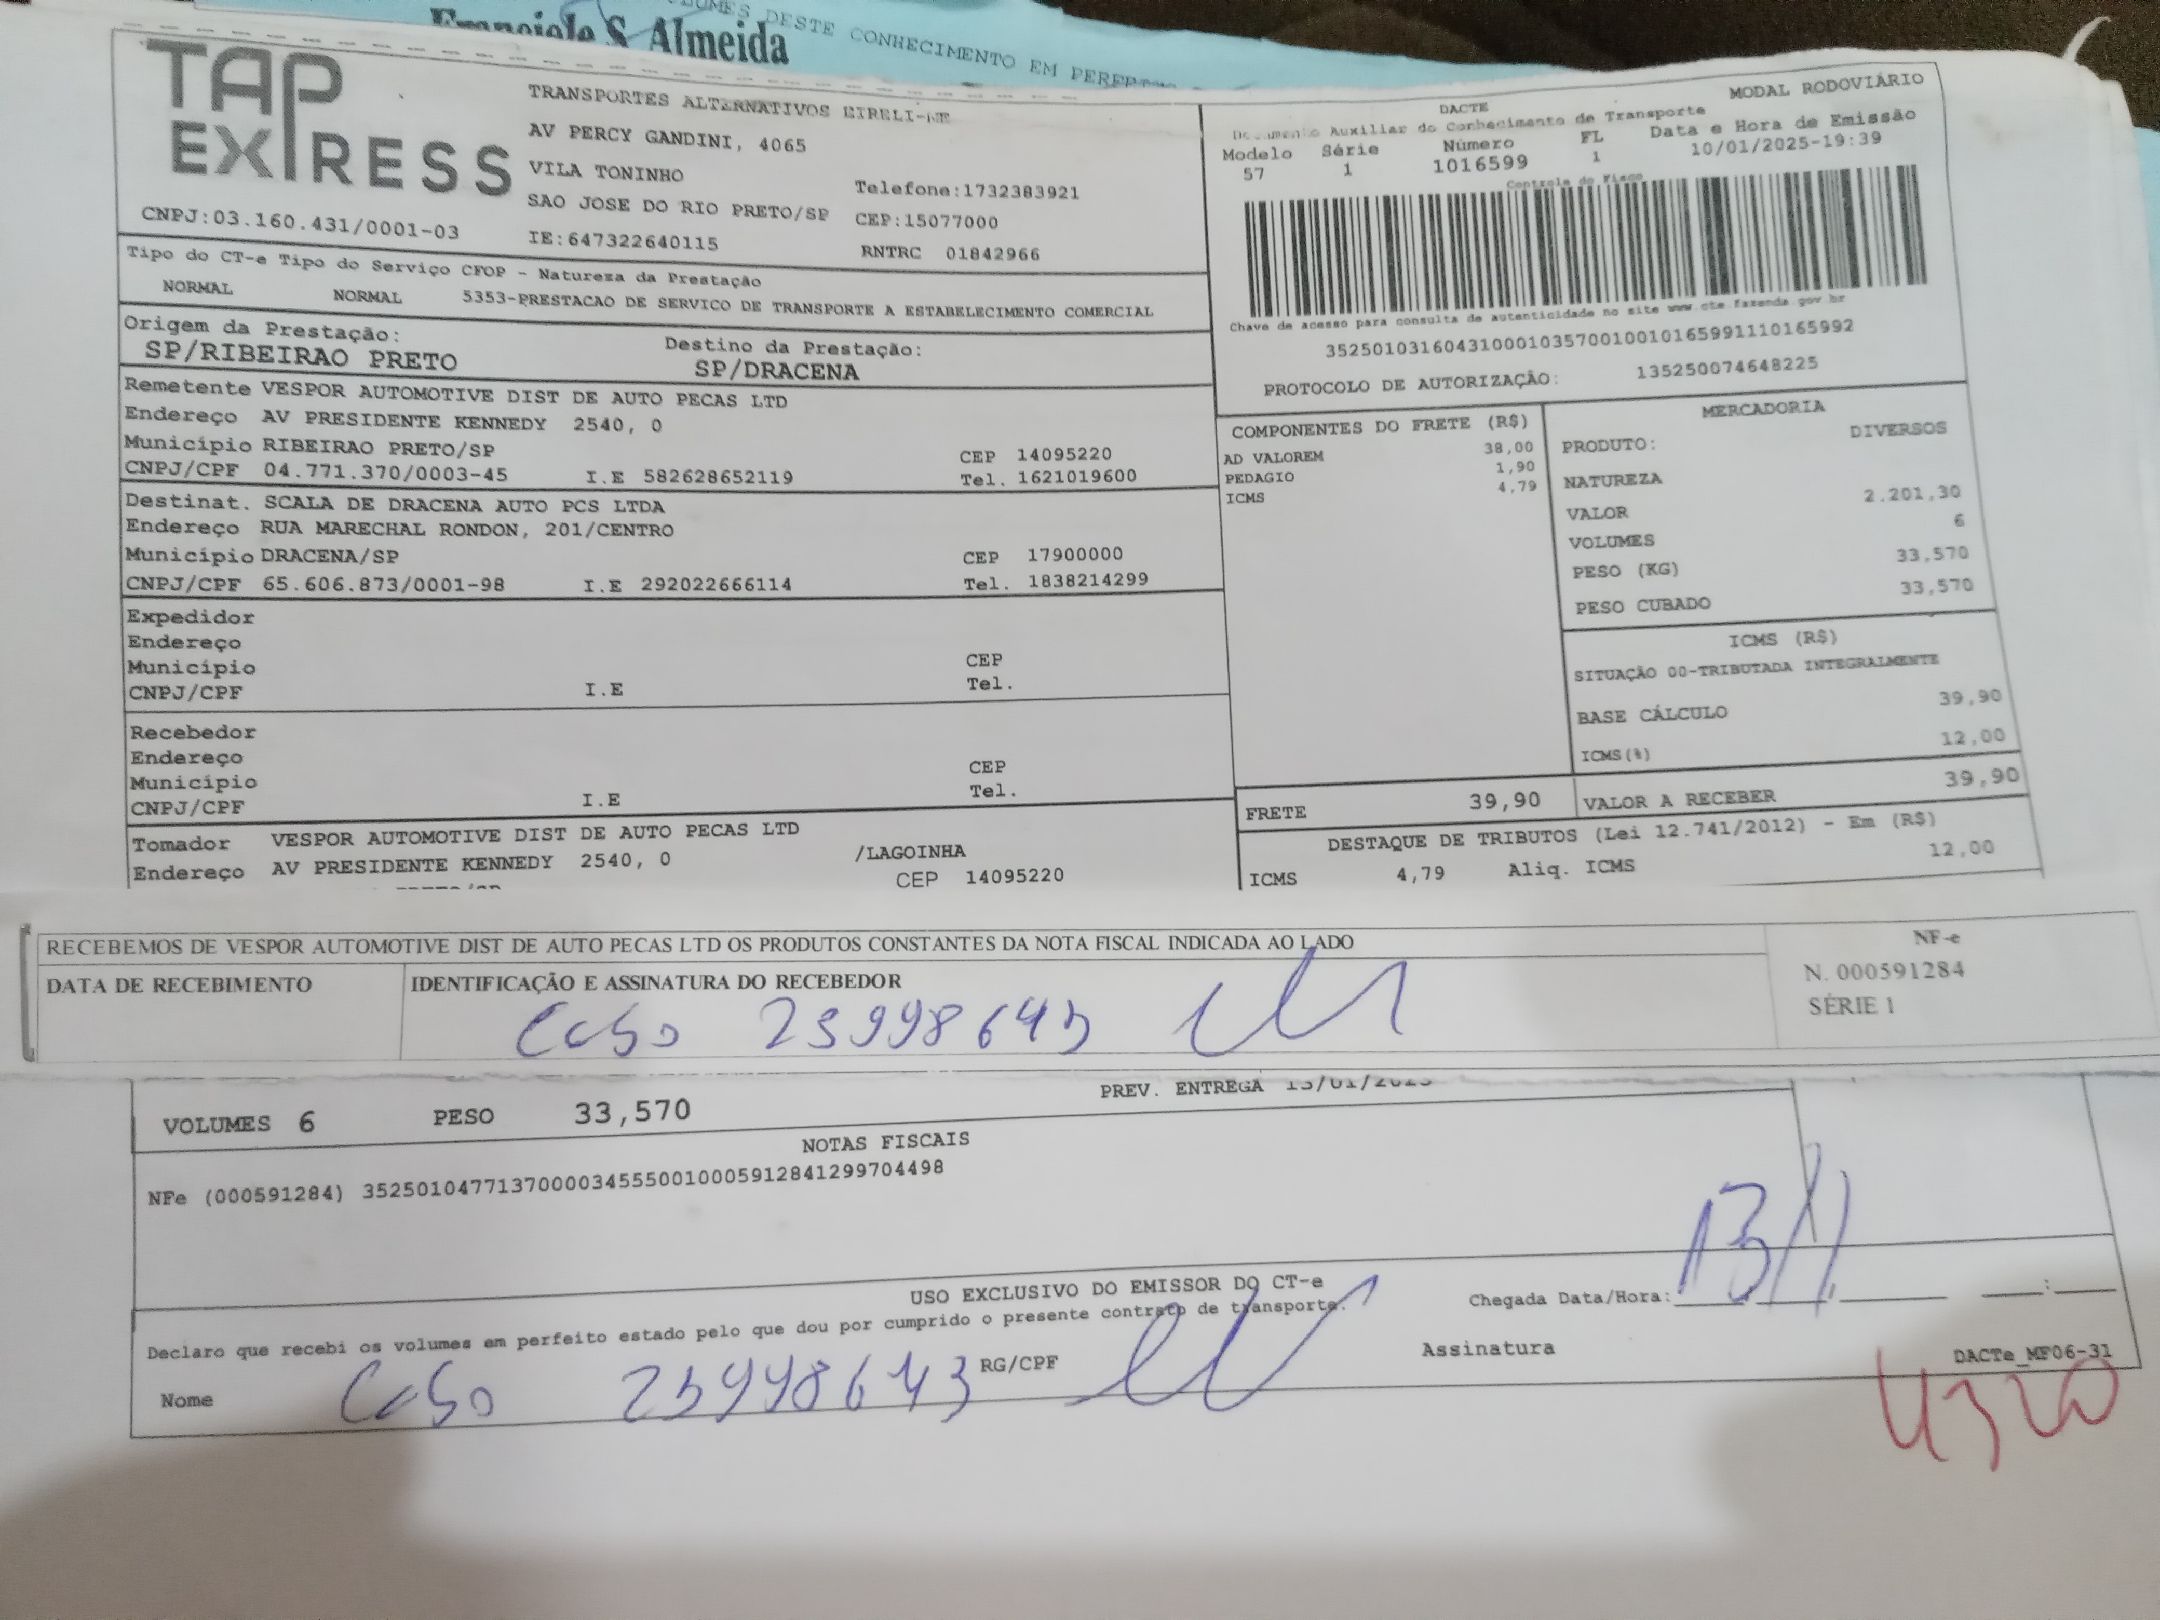 S Almeida
DESTE CONHECIMENTO EM
TAP EXPRESS
TRANSPORTES ALTERNATIVOS EIRELI-ME
AV PERCY GANDINI, 4065
VILA TONINHO
Telefone:1732383921
SAO JOSE DO RIO PRETO/SP CEP:15077000
CNPJ:03.160.431/0001-03
IE:647322640115 RNTRC 01842966
MODAL RODOVIÁRIO
DACTE
Documento Auxiliar do Conhecimento de Transporte
Modelo Série Número FL Data e Hora de Emissão
57 1 1016599 1 10/01/2025-19:39
Controle do Fisco
Chave de acesso para consulta de autenticidade no site www.cte.fazenda.gov.br
35250103160431000103570010010165991110165992
PROTOCOLO DE AUTORIZAÇÃO: 135250074648225
Tipo do CT-e Tipo do Serviço CFOP - Natureza da Prestação
NORMAL NORMAL 5353-PRESTACAO DE SERVICO DE TRANSPORTE A ESTABELECIMENTO COMERCIAL
Origem da Prestação: Destino da Prestação:
SP/RIBEIRAO PRETO SP/DRACENA
Remetente VESPOR AUTOMOTIVE DIST DE AUTO PECAS LTD
Endereço AV PRESIDENTE KENNEDY 2540, 0
Município RIBEIRAO PRETO/SP CEP 14095220
CNPJ/CPF 04.771.370/0003-45 I.E 582628652119 Tel. 1621019600
Destinat. SCALA DE DRACENA AUTO PCS LTDA
Endereço RUA MARECHAL RONDON, 201/CENTRO
Município DRACENA/SP CEP 17900000
CNPJ/CPF 65.606.873/0001-98 I.E 292022666114 Tel. 1838214299
Expedidor
Endereço
Município CEP
CNPJ/CPF I.E Tel.
Recebedor
Endereço
Município CEP
CNPJ/CPF I.E Tel.
Tomador VESPOR AUTOMOTIVE DIST DE AUTO PECAS LTD
Endereço AV PRESIDENTE KENNEDY 2540, 0 /LAGOINHA
CEP 14095220
COMPONENTES DO FRETE (R$)
AD VALOREM 38,00
PEDAGIO 1,90
ICMS 4,79
MERCADORIA
PRODUTO: DIVERSOS
NATUREZA
VALOR 2.201,30
VOLUMES 6
PESO (KG) 33,570
PESO CUBADO 33,570
ICMS (R$)
SITUAÇÃO 00-TRIBUTADA INTEGRALMENTE
BASE CÁLCULO 39,90
ICMS(%) 12,00
FRETE 39,90 VALOR A RECEBER 39,90
DESTAQUE DE TRIBUTOS (Lei 12.741/2012) - Em (R$)
ICMS 4,79 Aliq. ICMS 12,00
RECEBEMOS DE VESPOR AUTOMOTIVE DIST DE AUTO PECAS LTD OS PRODUTOS CONSTANTES DA NOTA FISCAL INDICADA AO LADO
DATA DE RECEBIMENTO IDENTIFICAÇÃO E ASSINATURA DO RECEBEDOR
NF-e
N. 000591284
SÉRIE 1
VOLUMES 6 PESO 33,570 PREV. ENTREGA 13/01/2025
NOTAS FISCAIS
NFe (000591284) 35250104771370000345550010005912841299704498
USO EXCLUSIVO DO EMISSOR DO CT-e
Declaro que recebi os volumes em perfeito estado pelo que dou por cumprido o presente contrato de transporte.
Chegada Data/Hora: 13/1
Nome 23998643 RG/CPF Assinatura
DACTe_MF06-31